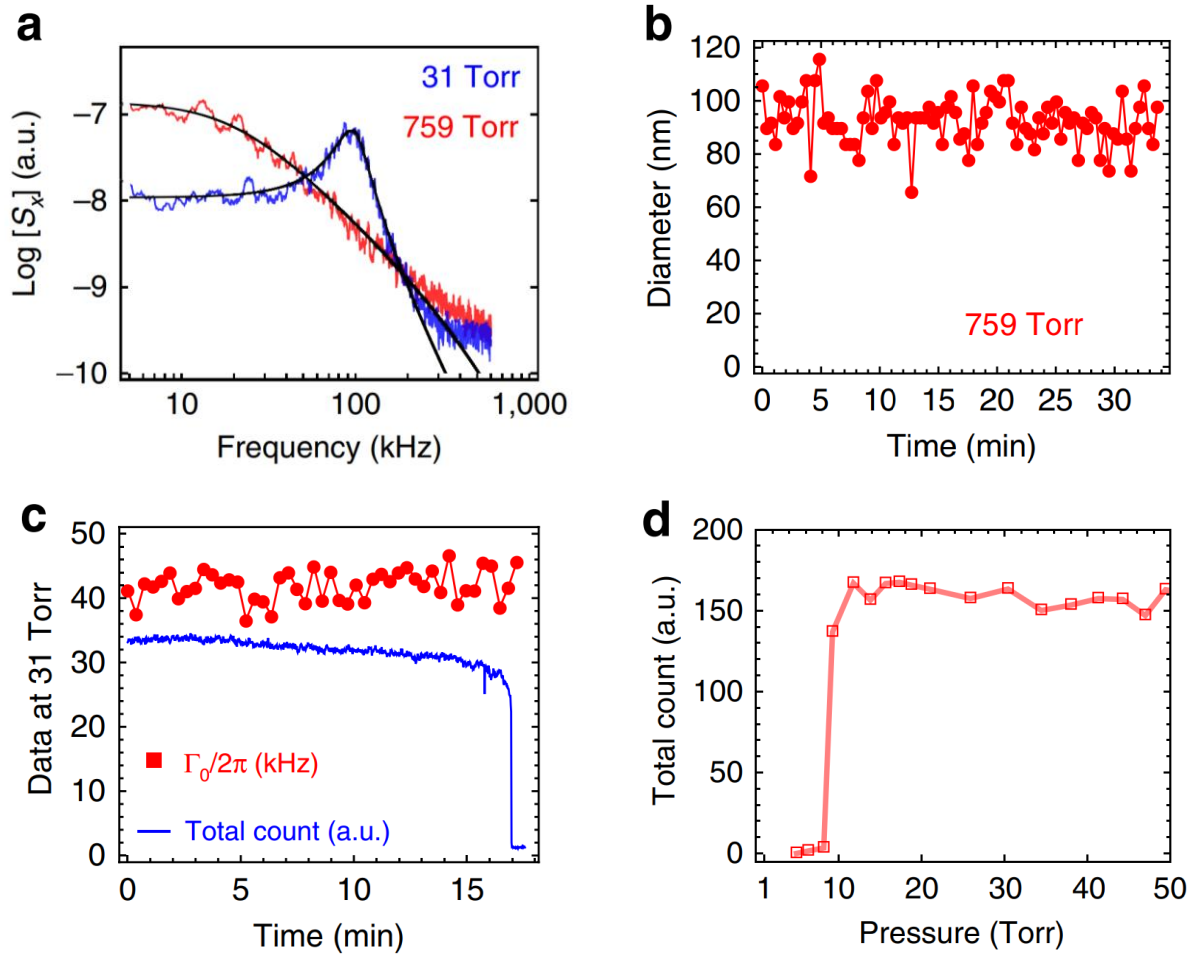 a
31 Torr
759 Torr
Log [Sx] (a.u.)
−7
−8
−9
−10
10
100
1,000
Frequency (kHz)
b
Diameter (nm)
120
100
80
60
40
20
0
759 Torr
0 5 10 15 20 25 30
Time (min)
c
Data at 31 Torr
50
40
30
20
10
0
Γ0/2π (kHz)
Total count (a.u.)
0 5 10 15
Time (min)
d
Total count (a.u.)
200
150
100
50
0
1 10 20 30 40 50
Pressure (Torr)